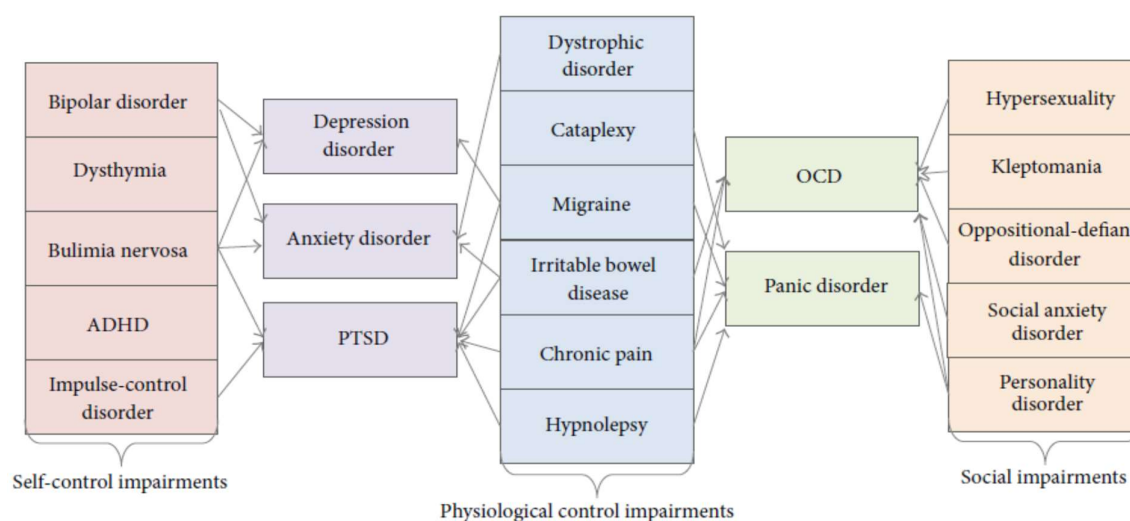 Bipolar disorder
Dysthymia
Bulimia nervosa
ADHD
Impulse-control
disorder
Self-control impairments
Depression
disorder
Anxiety disorder
PTSD
Dystrophic
disorder
Cataplexy
Migraine
Irritable bowel
disease
Chronic pain
Hypnolepsy
Physiological control impairments
OCD
Panic disorder
Hypersexuality
Kleptomania
Oppositional-defian
disorder
Social anxiety
disorder
Personality
disorder
Social impairments